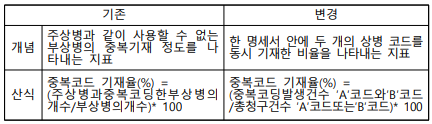 기존
변경
개념
주상병과 같이 사용할 수 없는
부상병의 중복기재 정도를 나
타내는 지표
한 명세서 안에 두 개의 상병 코드를
동시 기재한 비율을 나타내는 지표
산식
중복코드 기재율(%) =
(주상병과중복코딩한부상병의
개수/부상병의개수)* 100
중복코드 기재율(%) =
(중복코딩발생건수 'A'코드와'B'코드
/총청구건수 'A'코드또는'B'코드)* 100